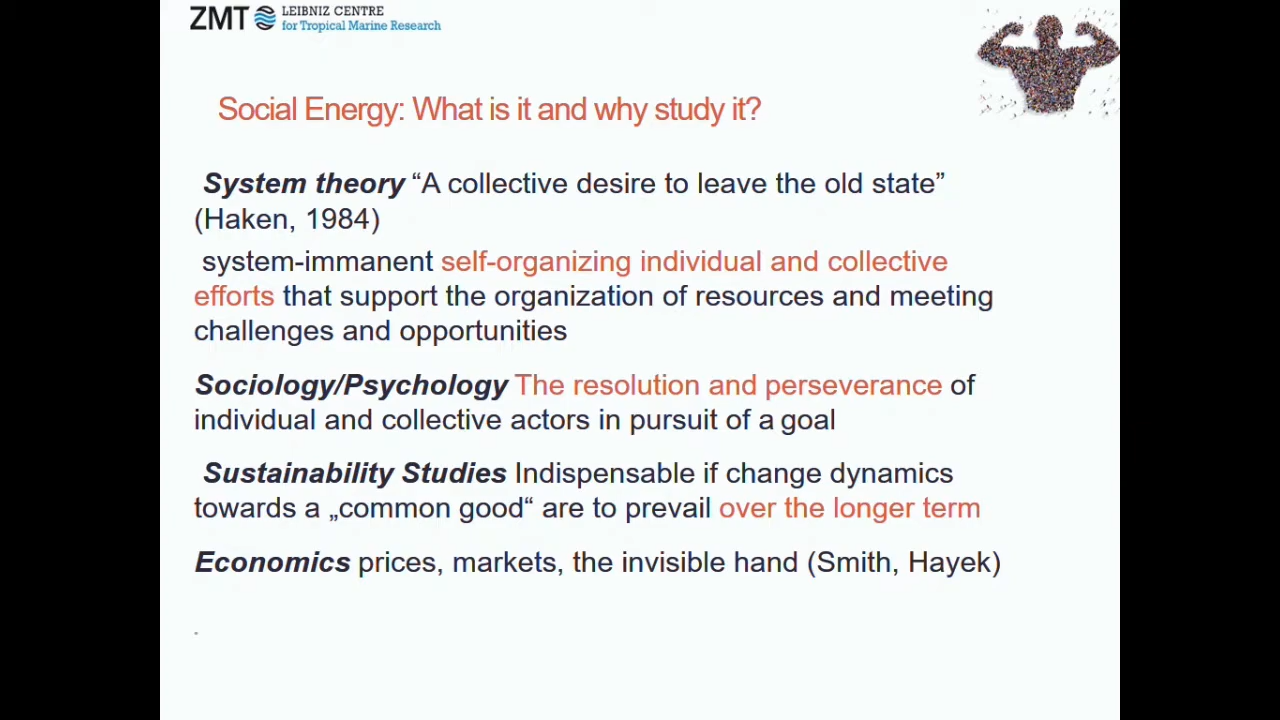 ZMT LEIBNIZ CENTRE
for Tropical Marine Research
Social Energy: What is it and why study it?
System theory “A collective desire to leave the old state”
(Haken, 1984)
system-immanent self-organizing individual and collective
efforts that support the organization of resources and meeting
challenges and opportunities
Sociology/Psychology The resolution and perseverance of
individual and collective actors in pursuit of a goal
Sustainability Studies Indispensable if change dynamics
towards a „common good“ are to prevail over the longer term
Economics prices, markets, the invisible hand (Smith, Hayek)
.